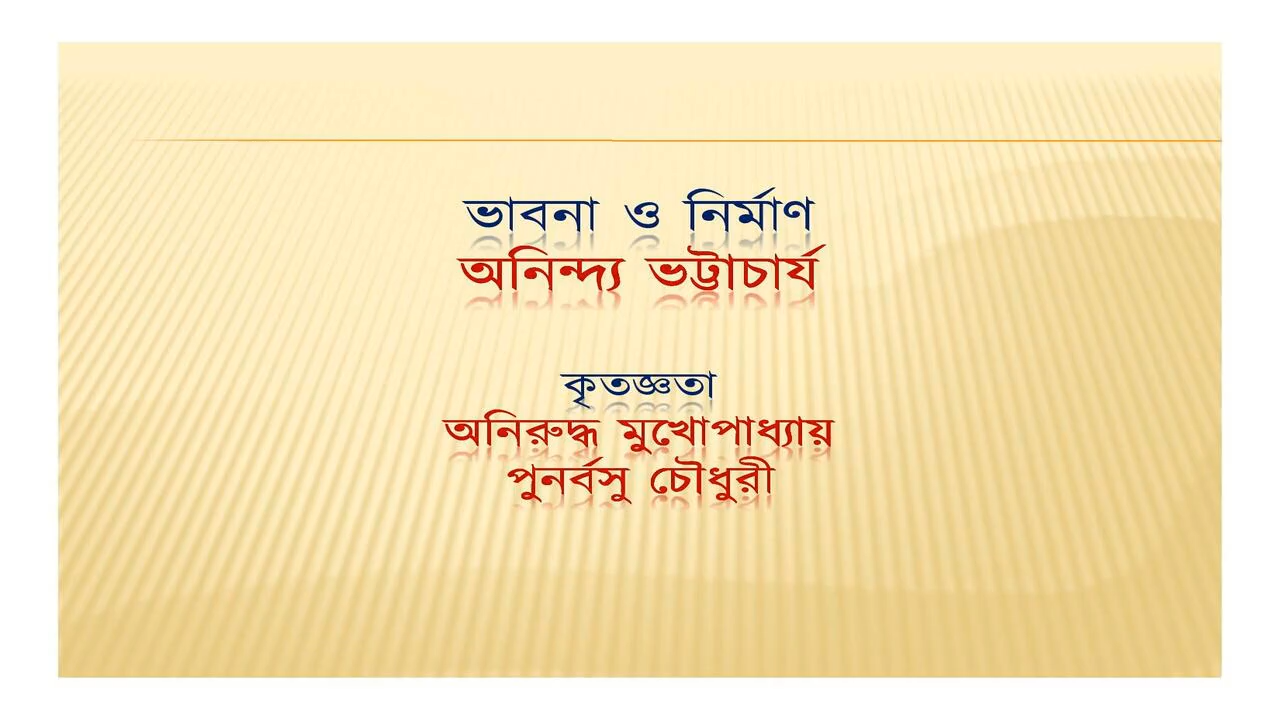 ভাবনা ও নির্মাণ
অনিন্দ্য ভট্টাচার্য
কৃতজ্ঞতা
অনিরুদ্ধ মুখোপাধ্যায়
পুনর্বসু চৌধুরী